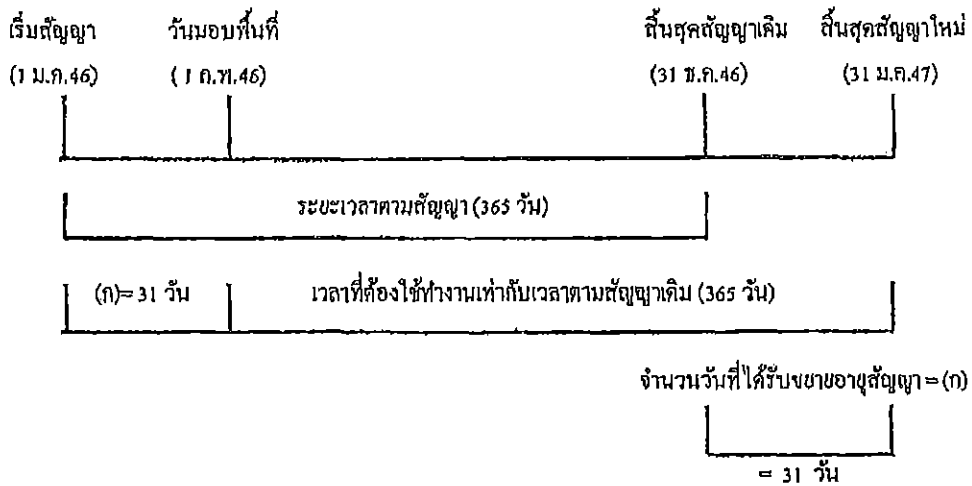 เริ่มสัญญา วันมอบพื้นที่ สิ้นสุดสัญญาเดิม สิ้นสุดสัญญาใหม่
(1 ม.ค.46) (1 ก.พ.46) (31 ธ.ค.46) (31 ม.ค.47)
ระยะเวลาตามสัญญา (365 วัน)
(ก)= 31 วัน เวลาที่ต้องใช้ทำงานเท่ากับเวลาตามสัญญาเดิม (365 วัน)
จำนวนวันที่ได้รับขยายอายุสัญญา = (ก)
= 31 วัน